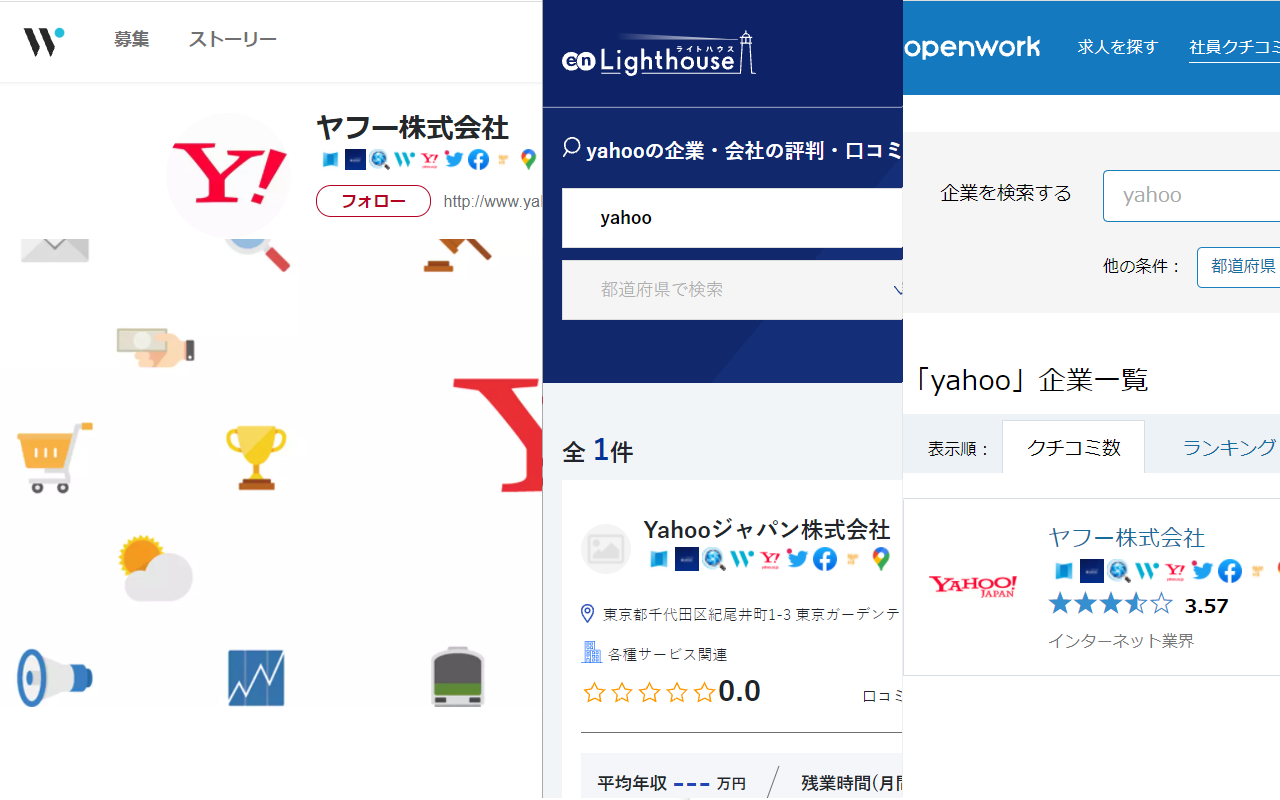 募集 ストーリー
ヤフー株式会社
フォロー http://www.yal
Y!
en Lighthouse
ライトハウス
yahooの企業・会社の評判・口コミ
yahoo
都道府県で検索
全 1件
Yahooジャパン株式会社
東京都千代田区紀尾井町1-3 東京ガーデンテ
各種サービス関連
0.0 口コミ
平均年収 --- 万円 残業時間(月間
openwork 求人を探す 社員クチコミ
企業を検索する yahoo
他の条件： 都道府県
「yahoo」企業一覧
表示順： クチコミ数 ランキング
YAHOO! JAPAN
ヤフー株式会社
3.57
インターネット業界